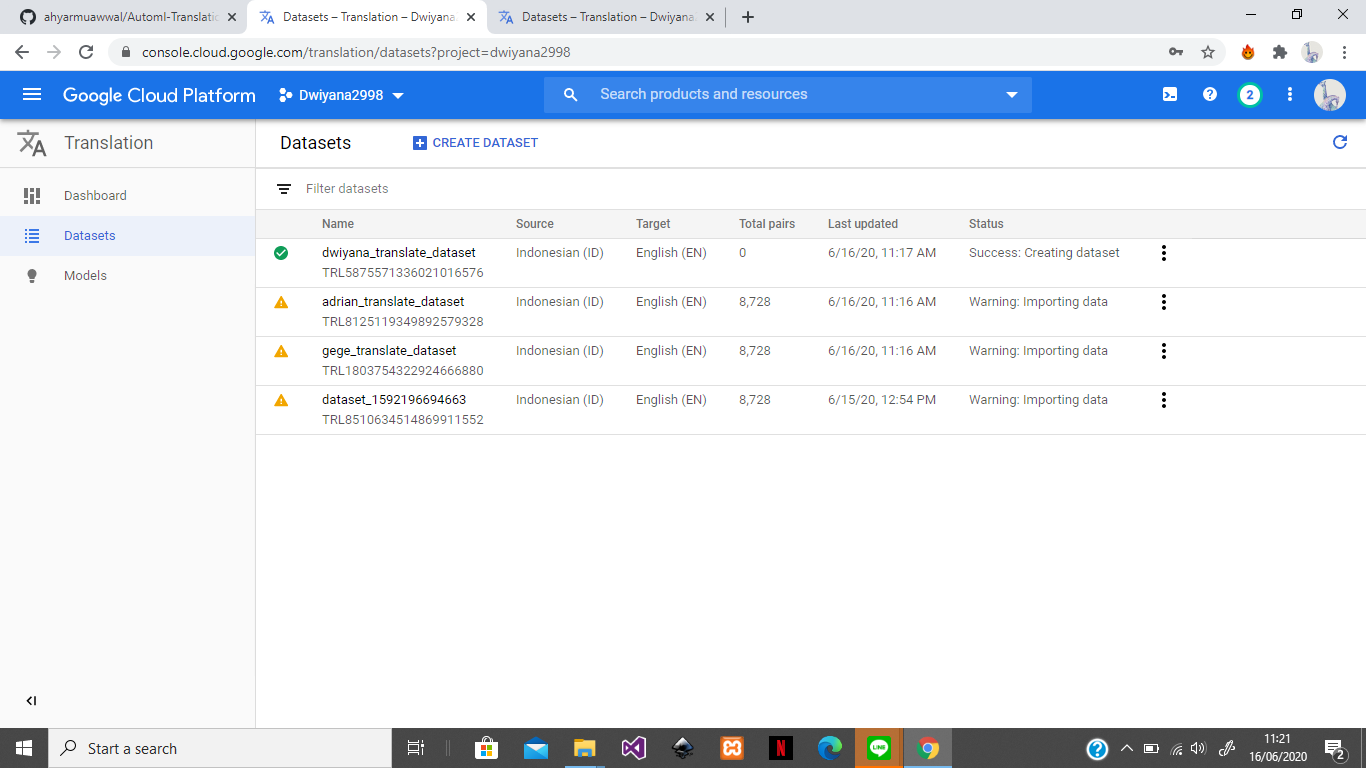 ahyarmuawwal/Automl-Translatio
Datasets – Translation – Dwiyana
Datasets – Translation – Dwiyana
console.cloud.google.com/translation/datasets?project=dwiyana2998
Google Cloud Platform
Dwiyana2998
Search products and resources
2
Translation
Datasets
CREATE DATASET
Dashboard
Datasets
Models
Filter datasets
Name Source Target Total pairs Last updated Status
dwiyana_translate_dataset Indonesian (ID) English (EN) 0 6/16/20, 11:17 AM Success: Creating dataset
TRL5875571336021016576
adrian_translate_dataset Indonesian (ID) English (EN) 8,728 6/16/20, 11:16 AM Warning: Importing data
TRL8125119349892579328
gege_translate_dataset Indonesian (ID) English (EN) 8,728 6/16/20, 11:16 AM Warning: Importing data
TRL1803754322924666880
dataset_1592196694663 Indonesian (ID) English (EN) 8,728 6/15/20, 12:54 PM Warning: Importing data
TRL8510634514869911552
Start a search
LINE
11:21
16/06/2020
2